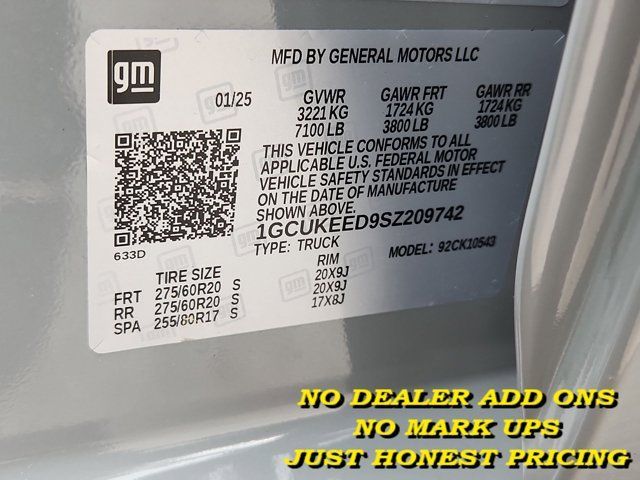 gm
MFD BY GENERAL MOTORS LLC
01/25 GVWR GAWR FRT GAWR RR
3221 KG 1724 KG 1724 KG
7100 LB 3800 LB 3800 LB
THIS VEHICLE CONFORMS TO ALL
APPLICABLE U.S. FEDERAL MOTOR
VEHICLE SAFETY STANDARDS IN EFFECT
ON THE DATE OF MANUFACTURE
SHOWN ABOVE.
1GCUKEED9SZ209742
633D
TYPE: TRUCK MODEL: 92CK10543
TIRE SIZE RIM
FRT 275/60R20 S 20X9J
RR 275/60R20 S 20X9J
SPA 255/80R17 S 17X8J
NO DEALER ADD ONS
NO MARK UPS
JUST HONEST PRICING